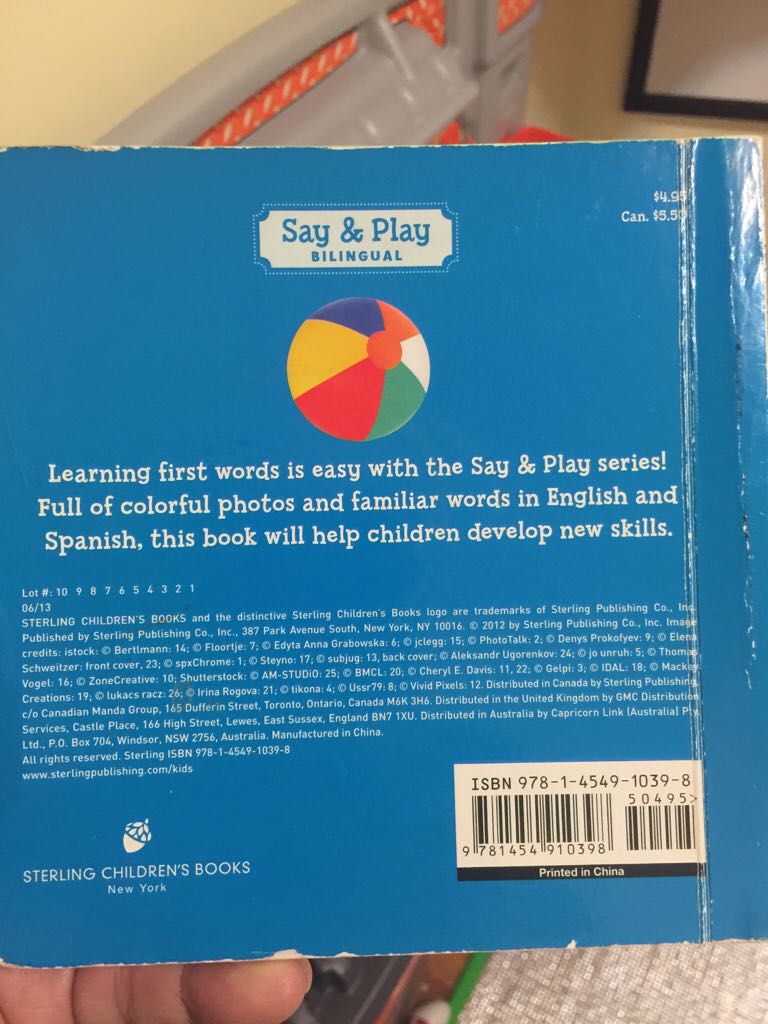 $4.95
Can. $5.50
Say & Play
BILINGUAL
Learning first words is easy with the Say & Play series!
Full of colorful photos and familiar words in English and
Spanish, this book will help children develop new skills.
Lot #: 10 9 8 7 6 5 4 3 2 1
06/13
STERLING CHILDREN'S BOOKS and the distinctive Sterling Children's Books logo are trademarks of Sterling Publishing Co., Inc.
Published by Sterling Publishing Co., Inc., 387 Park Avenue South, New York, NY 10016. © 2012 by Sterling Publishing Co., Inc. Image
credits: istock: © Bertlmann: 14; © Floortje: 7; © Edyta Anna Grabowska: 6; © jclegg: 15; © PhotoTalk: 2; © Denys Prokofyev: 9; © Elena
Schweitzer: front cover, 23; © spxChrome: 1; © Steyno: 17; © subjug: 13, back cover; © Aleksandr Ugorenkov: 24; © jo unruh: 5; © Thomas
Vogel: 16; © ZoneCreative: 10; Shutterstock: © AM-STUDiO: 25; © BMCL: 20; © Cheryl E. Davis: 11, 22; © Gelpi: 3; © IDAL: 18; © Mackey
Creations: 19; © lukacs racz: 26; © Irina Rogova: 21; © tikona: 4; © Ussr79: 8; © Vivid Pixels: 12. Distributed in Canada by Sterling Publishing,
c/o Canadian Manda Group, 165 Dufferin Street, Toronto, Ontario, Canada M6K 3H6. Distributed in the United Kingdom by GMC Distribution
Services, Castle Place, 166 High Street, Lewes, East Sussex, England BN7 1XU. Distributed in Australia by Capricorn Link (Australia) Pty.
Ltd., P.O. Box 704, Windsor, NSW 2756, Australia. Manufactured in China.
All rights reserved. Sterling ISBN 978-1-4549-1039-8
www.sterlingpublishing.com/kids
ISBN 978-1-4549-1039-8
50495>
9 781454 910398
Printed in China
STERLING CHILDREN'S BOOKS
New York